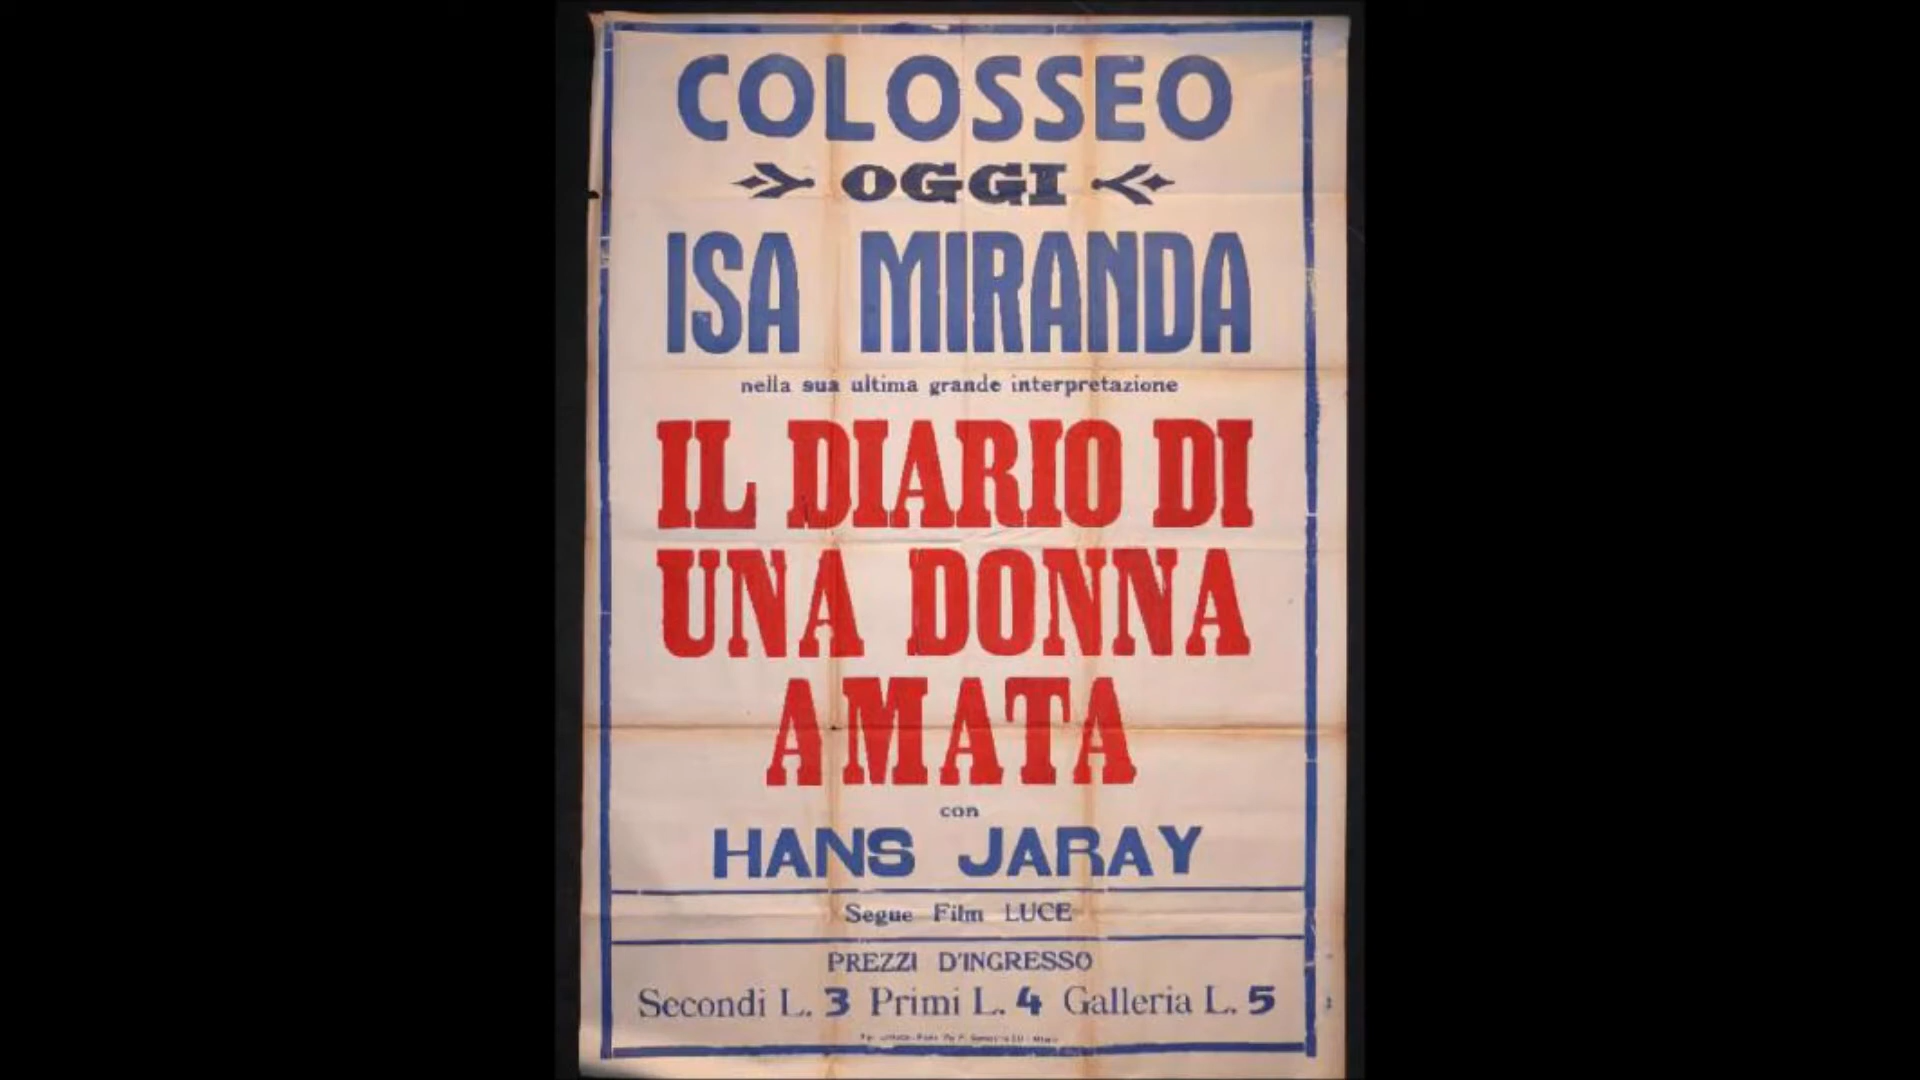 COLOSSEO
OGGI
ISA MIRANDA
nella sua ultima grande interpretazione
IL DIARIO DI
UNA DONNA
AMATA
con
HANS JARAY
Segue Film LUCE
PREZZI D'INGRESSO
Secondi L. 3 Primi L. 4 Galleria L. 5